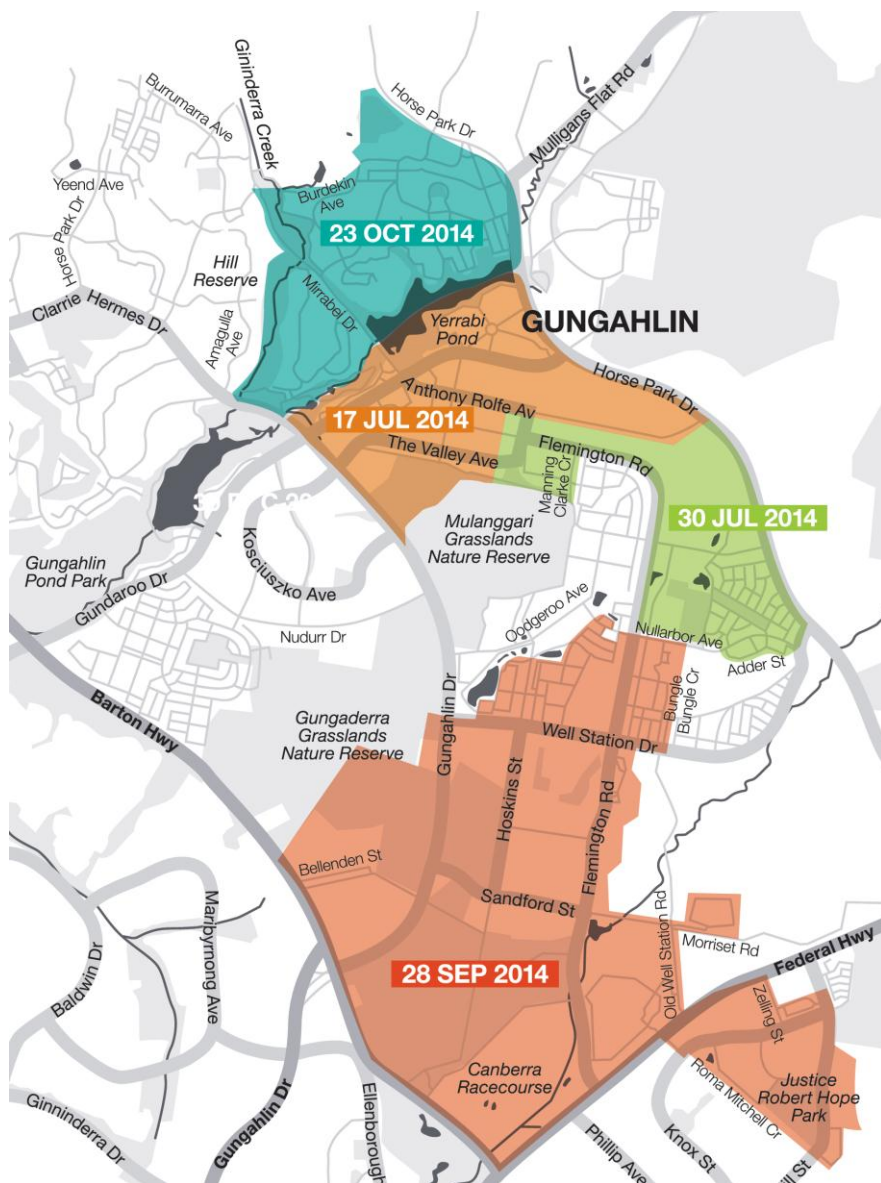 Gininderra Creek
Burrumarra Ave
Horse Park Dr
Mulligans Flat Rd
Yeend Ave
Burdekin
Ave
Horse Park Dr
23 OCT 2014
Hill
Reserve
Mirrabei Dr
Clarrie Hermes Dr
Amagulla
Ave
Yerrabi
Pond
GUNGAHLIN
Horse Park Dr
Anthony Rolfe Av
17 JUL 2014
The Valley Ave
Flemington Rd
Manning
Clarke Cr
30 JUL 2014
Mulanggari
Grasslands
Nature Reserve
Gungahlin
Pond Park
Kosciuszko Ave
Gundaroo Dr
Nudurr Dr
Oodgeroo Ave
Nullarbor Ave
Adder St
Bungle
Bungle Cr
Barton Hwy
Gungaderra
Grasslands
Nature Reserve
Gungahlin Dr
Well Station Dr
Hoskins St
Flemington Rd
Bellenden St
Sandford St
Old Well Station Rd
Morriset Rd
Federal Hwy
Baldwin Dr
Maribyrnong Ave
28 SEP 2014
Zelling St
Canberra
Racecourse
Roma Mitchell Cr
Justice
Robert Hope
Park
Ginninderra Dr
Gungahlin Dr
Ellenborough
Phillip Ave
Knox St
ill St